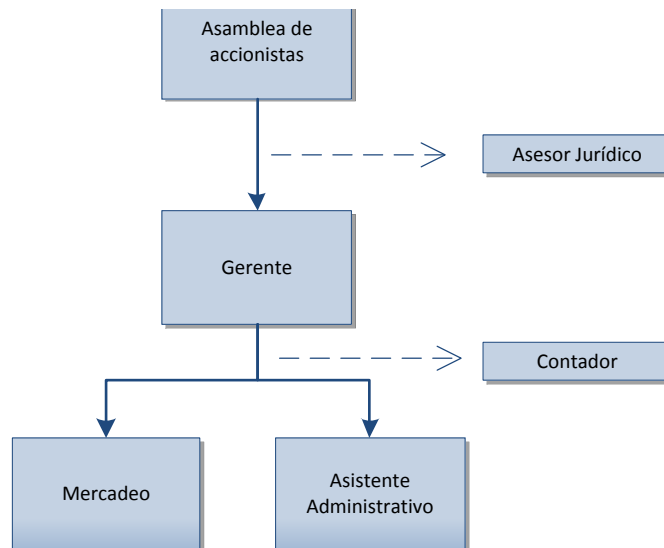 Asamblea de
accionistas
Asesor Jurídico
Gerente
Contador
Mercadeo
Asistente
Administrativo